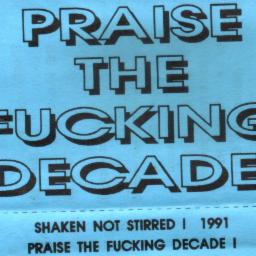 PRAISE
THE
FUCKING
DECADE
SHAKEN NOT STIRRED | 1991
PRAISE THE FUCKING DECADE |